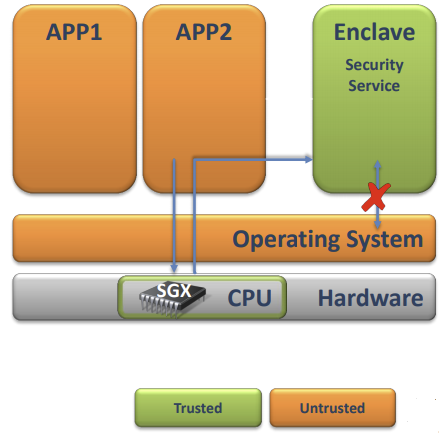 APP1
APP2
Enclave
Security
Service
Operating System
SGX
CPU
Hardware
Trusted
Untrusted